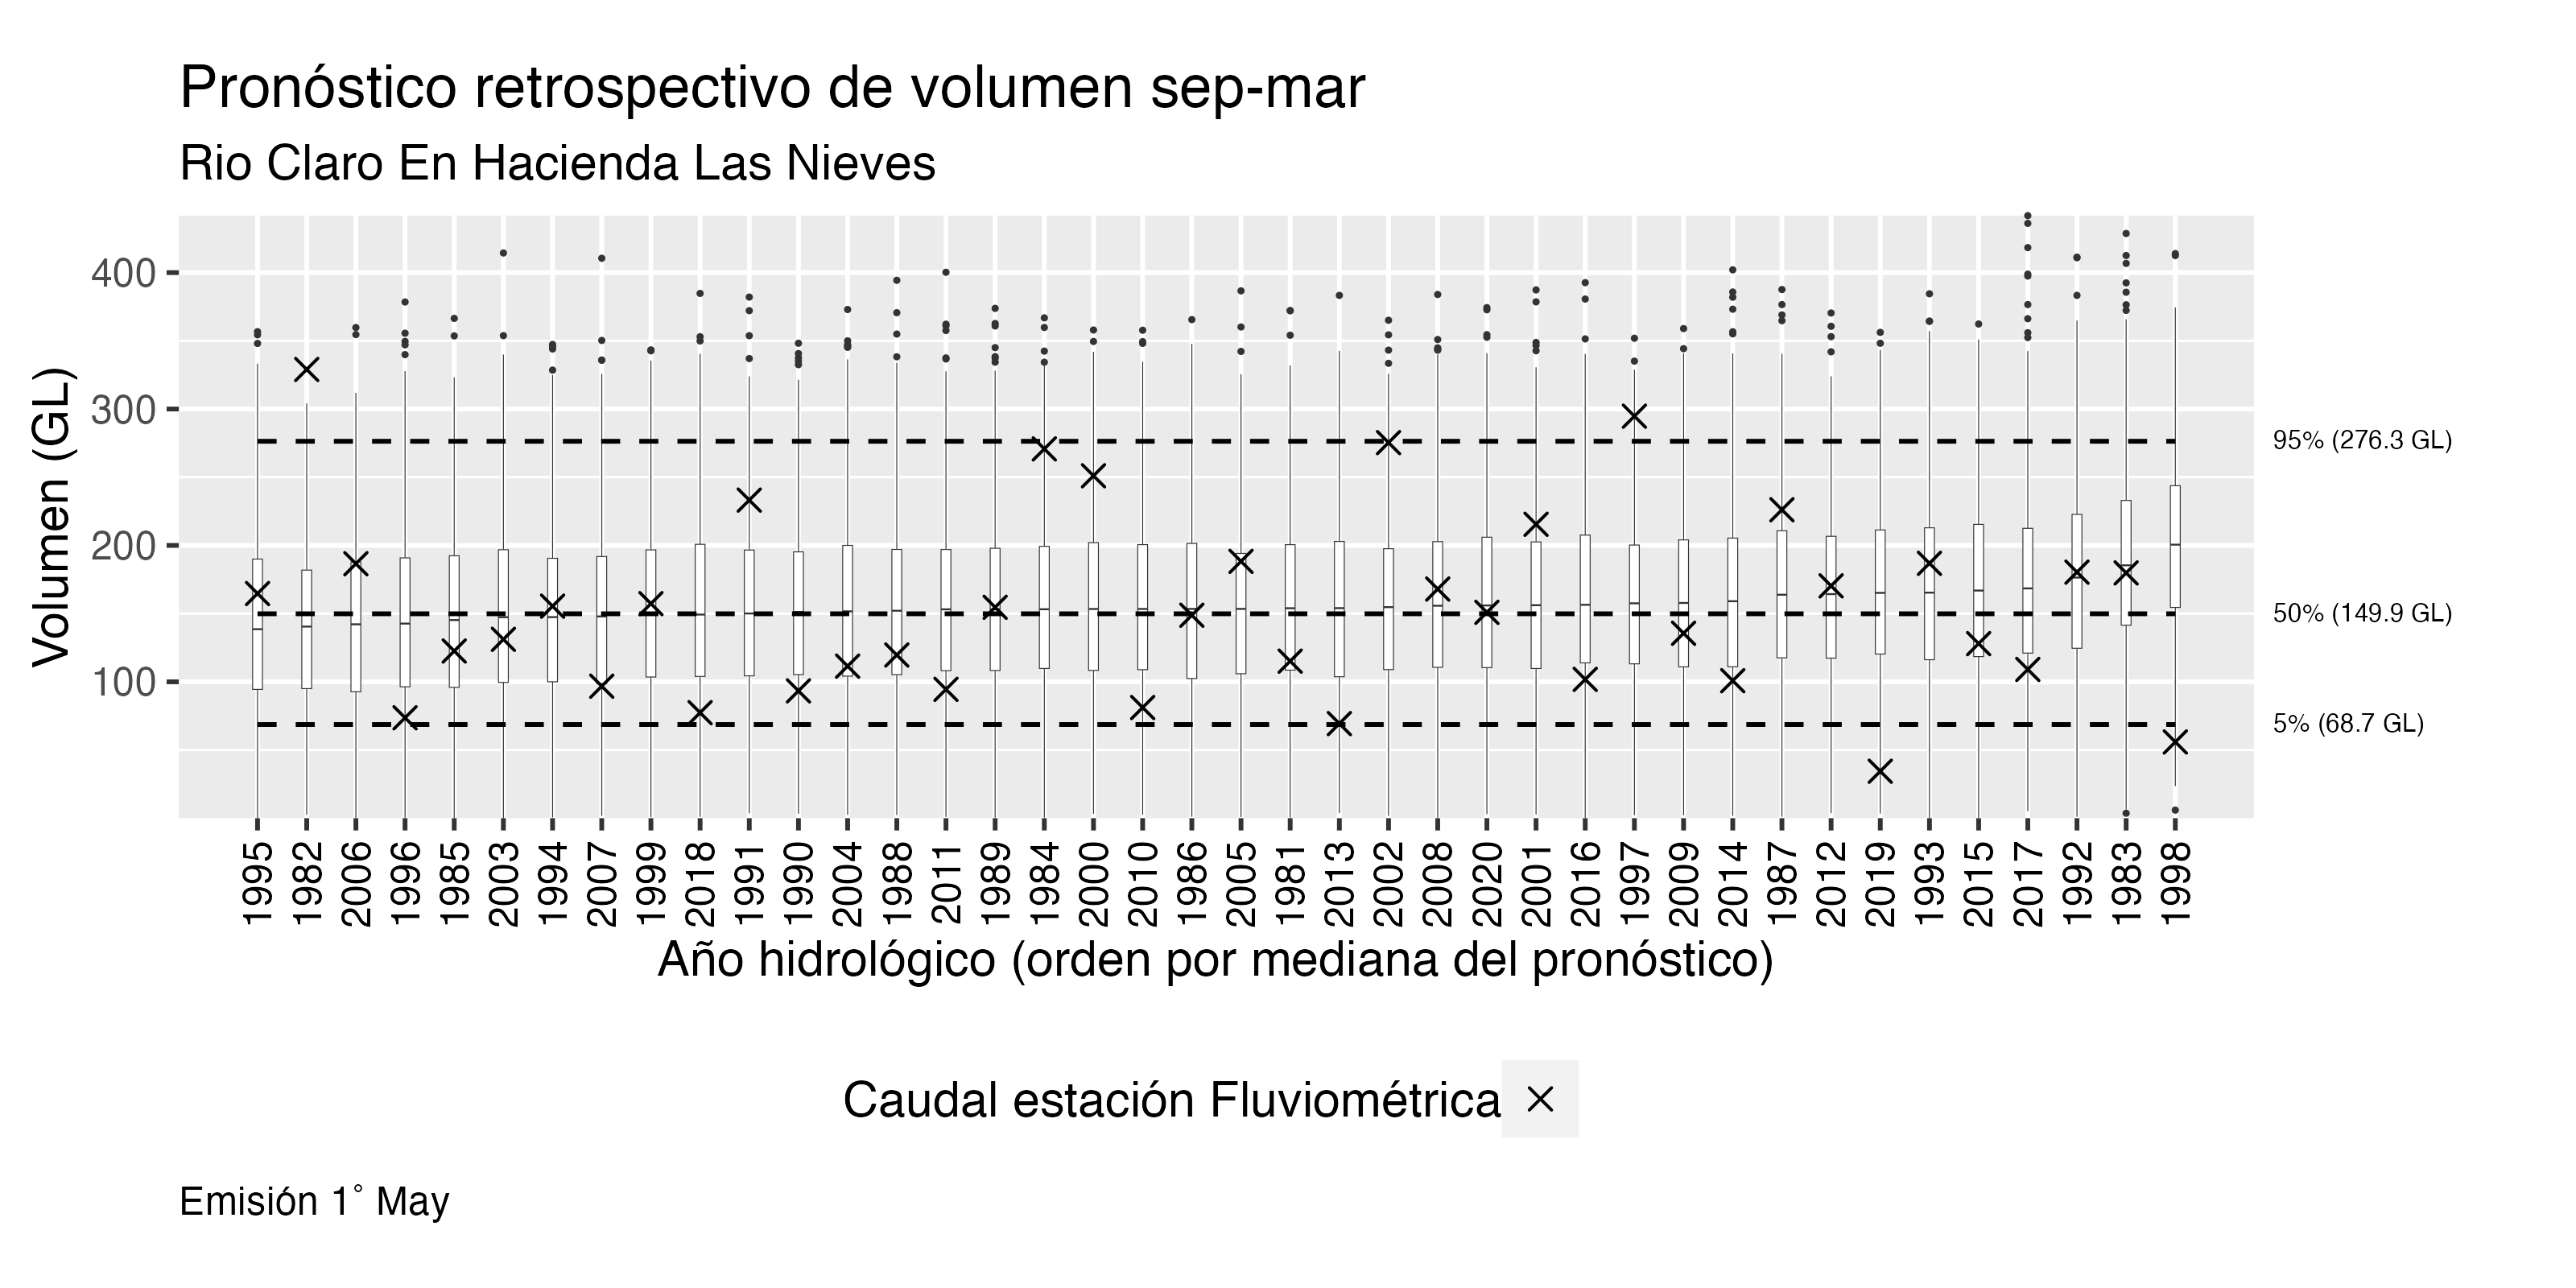 Pronóstico retrospectivo de volumen sep-mar
Rio Claro En Hacienda Las Nieves
Volumen (GL)
400
300
200
100
95% (276.3 GL)
50% (149.9 GL)
5% (68.7 GL)
1995 1982 2006 1996 1985 2003 1994 2007 1999 2018 1991 1990 2004 1988 2011 1989 1984 2000 2010 1986 2005 1981 2013 2002 2008 2020 2001 2016 1997 2009 2014 1987 2012 2019 1993 2015 2017 1992 1983 1998
Año hidrológico (orden por mediana del pronóstico)
Caudal estación Fluviométrica
Emisión 1° May